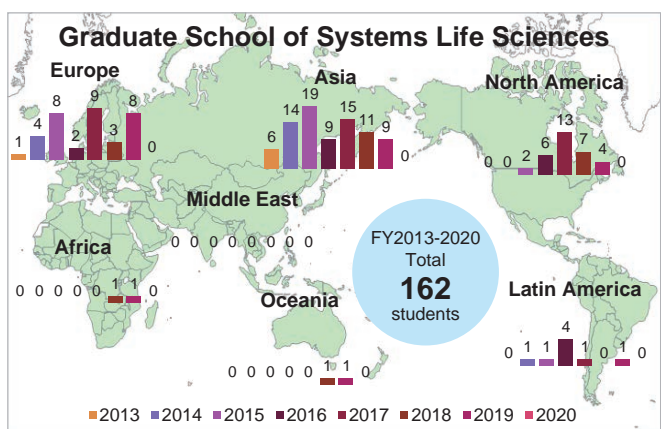 Graduate School of Systems Life Sciences
Europe
1 4 8 2 9 3 8 0
Asia
6 14 19 9 15 11 9 0
North America
0 0 2 6 13 7 4 0
Middle East
0 0 0 0 0 0 0 0
Africa
0 0 0 0 0 1 1 0
Oceania
0 0 0 0 0 1 1 0
FY2013-2020
Total
162
students
Latin America
0 1 1 4 1 0 1 0
2013 2014 2015 2016 2017 2018 2019 2020